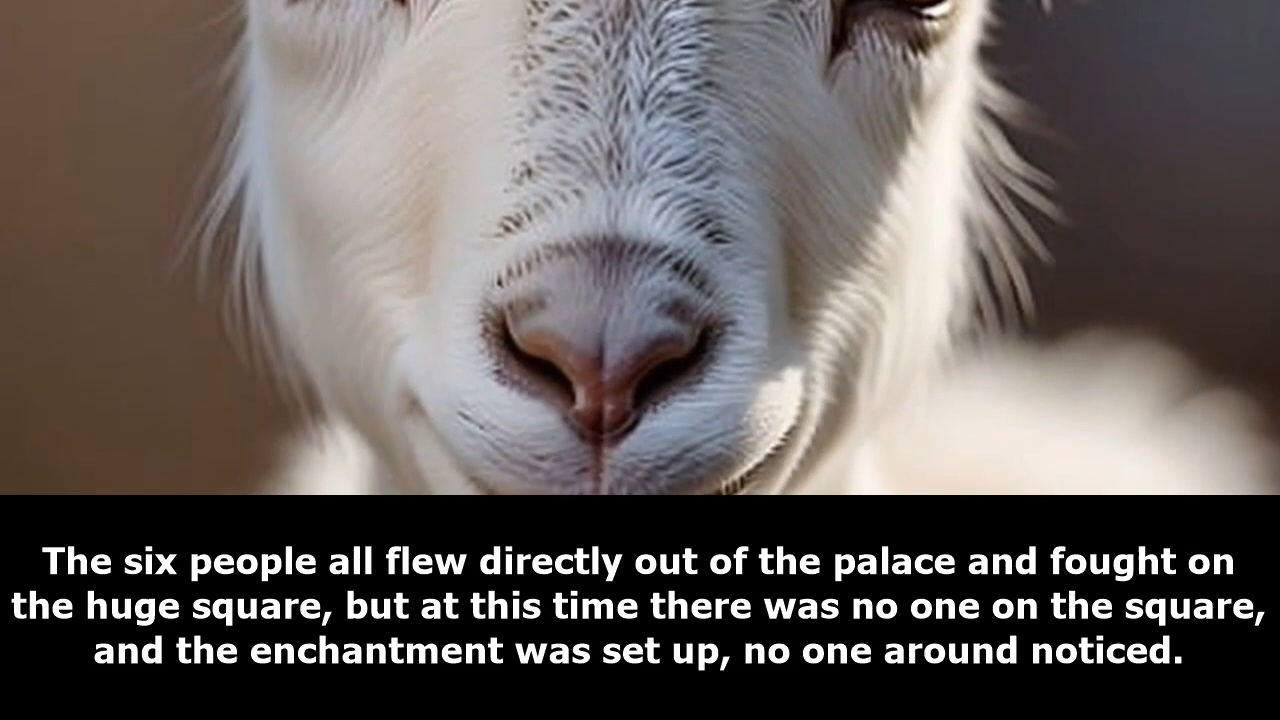 The six people all flew directly out of the palace and fought on
the huge square, but at this time there was no one on the square,
and the enchantment was set up, no one around noticed.